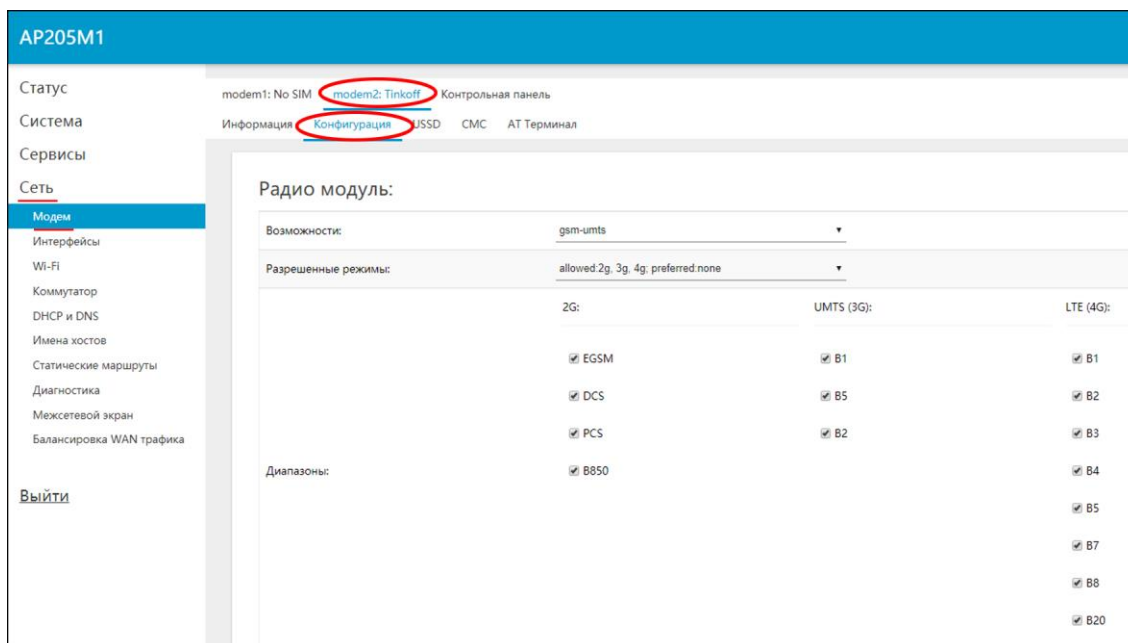 AP205M1
Статус
Система
Сервисы
Сеть
Модем
Интерфейсы
Wi-Fi
Коммутатор
DHCP и DNS
Имена хостов
Статические маршруты
Диагностика
Межсетевой экран
Балансировка WAN трафика
Выйти
modem1: No SIM modem2: Tinkoff Контрольная панель
Информация Конфигурация USSD СМС АТ Терминал
Радио модуль:
Возможности: gsm-umts
Разрешенные режимы: allowed:2g, 3g, 4g; preferred:none
2G: UMTS (3G): LTE (4G):
EGSM B1 B1
DCS B5 B2
PCS B2 B3
Диапазоны: B850 B4
B5
B7
B8
B20